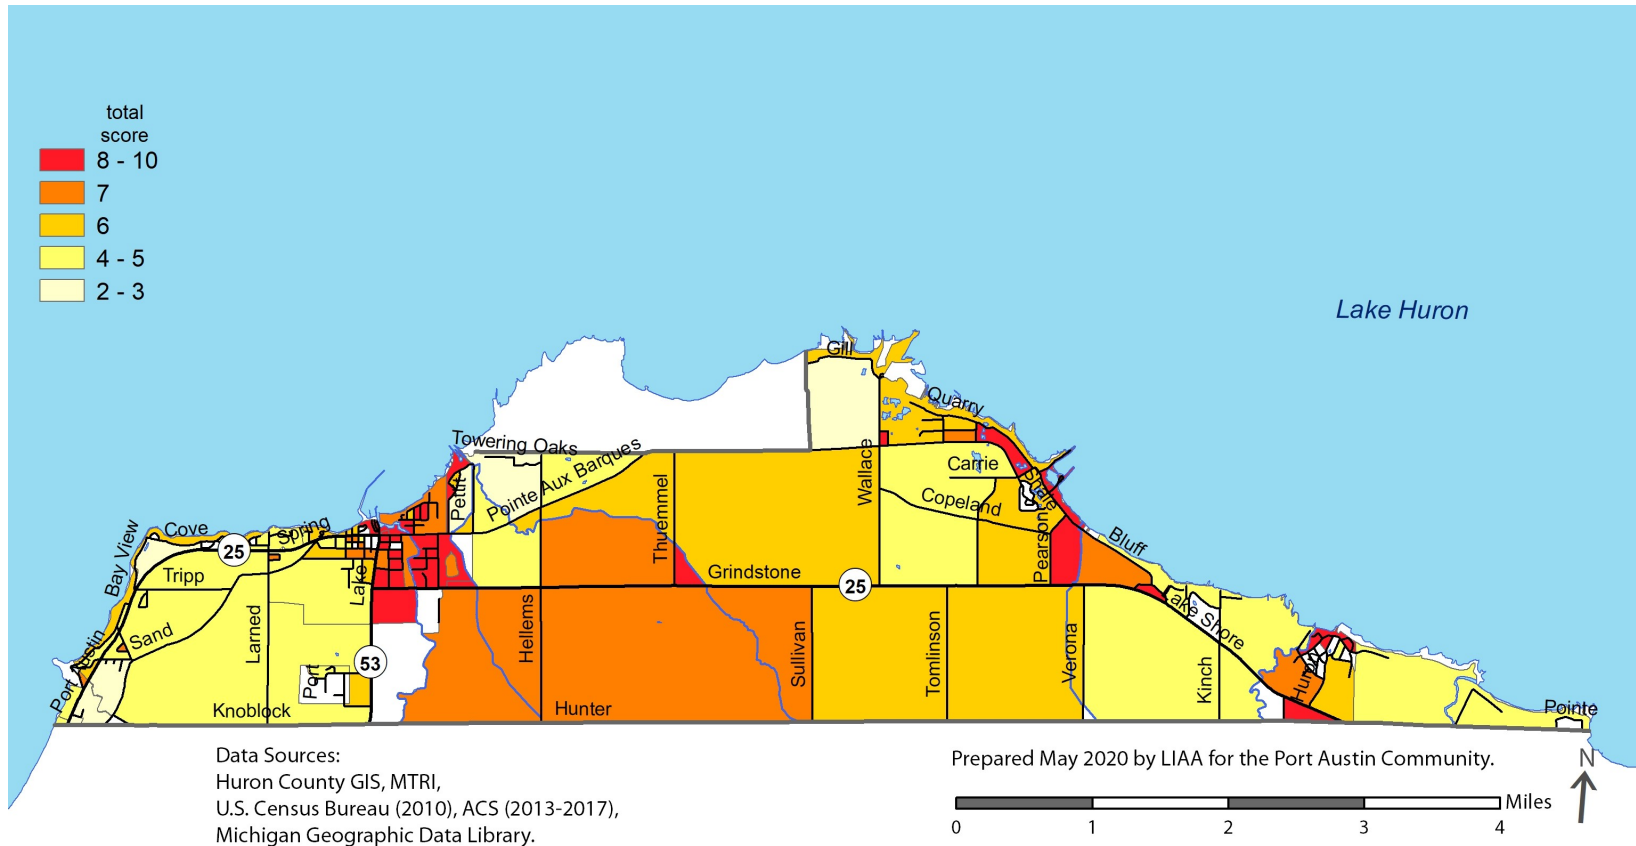 total
score
8 - 10
7
6
4 - 5
2 - 3
Lake Huron
Gill
Quarry
Towering Oaks
Pointe Aux Barques
Wallace
Carrie
Copeland
Shale
Pettit
Thuemmel
Pearson
Bluff
Bay View
Cove
Spring
25
Tripp
Lake
Grindstone
25
Lake Shore
Port Austin
Sand
Larned
Hellems
Sullivan
Tomlinson
Verona
Kinch
Huron
53
Port
Knoblock
Hunter
Pointe
Data Sources:
Huron County GIS, MTRI,
U.S. Census Bureau (2010), ACS (2013-2017),
Michigan Geographic Data Library.
Prepared May 2020 by LIAA for the Port Austin Community.
N
Miles
0 1 2 3 4